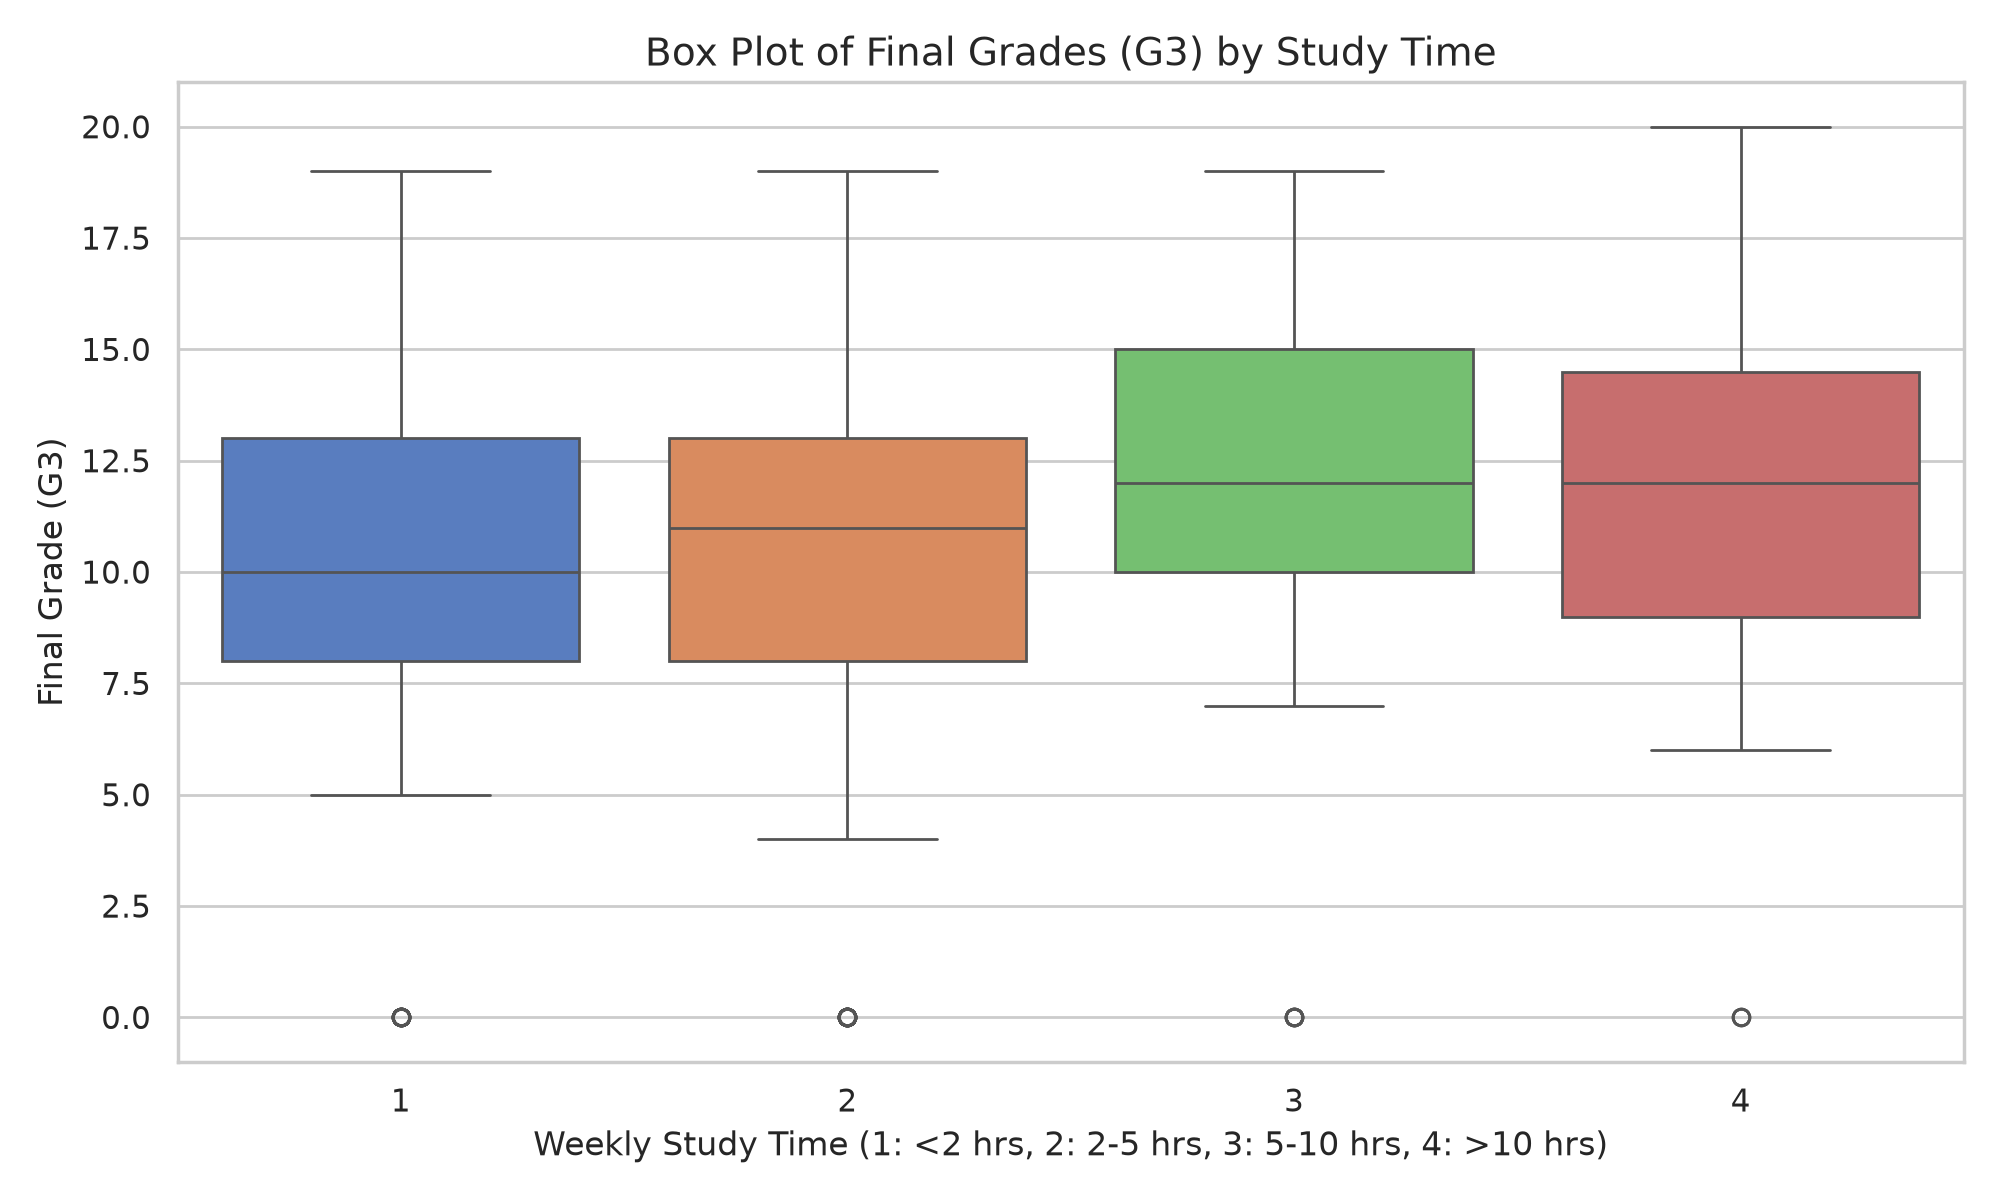 Box Plot of Final Grades (G3) by Study Time
Final Grade (G3)
20.0
17.5
15.0
12.5
10.0
7.5
5.0
2.5
0.0
1 2 3 4
Weekly Study Time (1: <2 hrs, 2: 2-5 hrs, 3: 5-10 hrs, 4: >10 hrs)